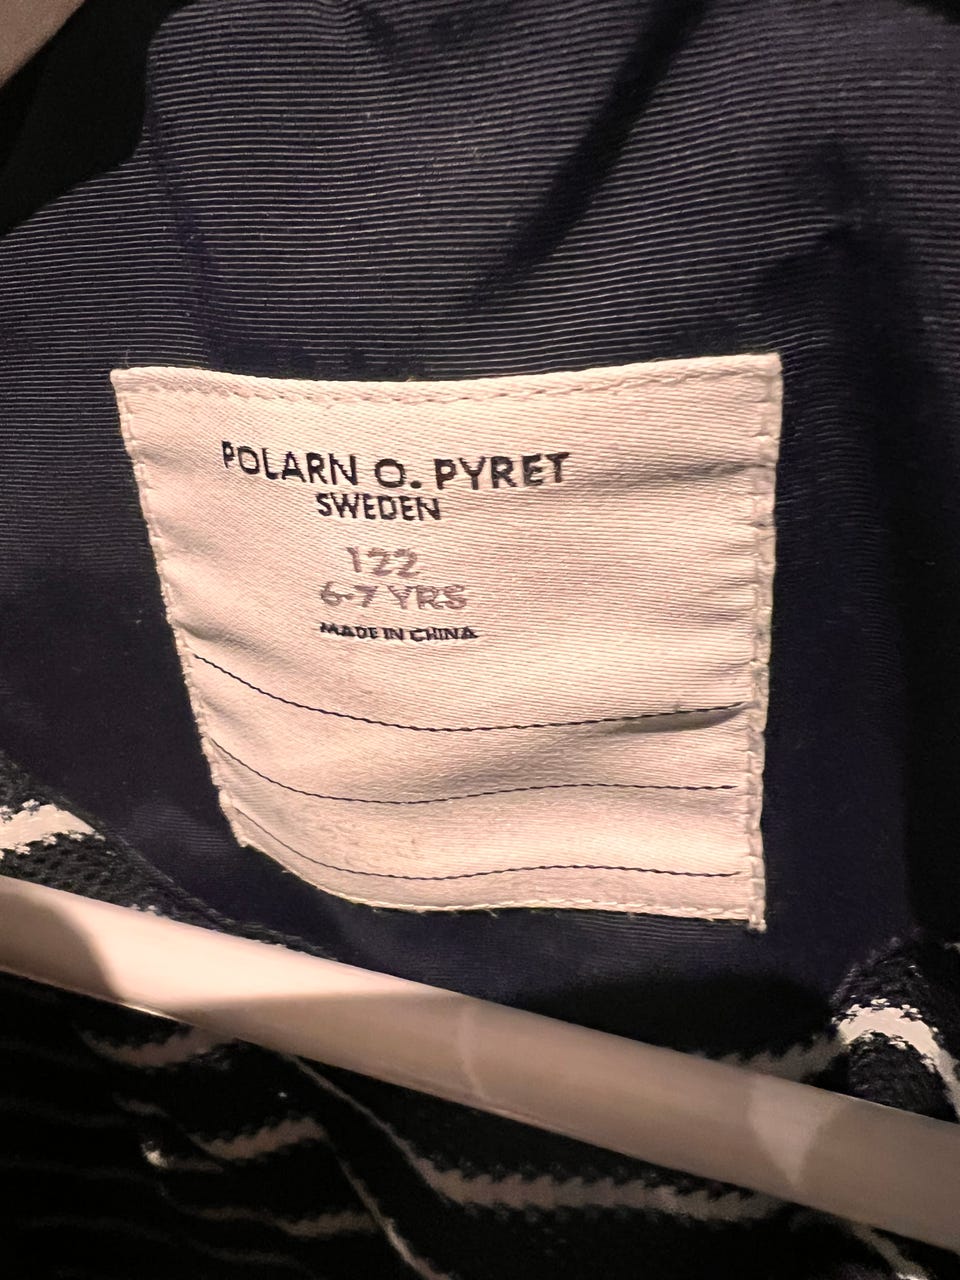 POLARN O. PYRET
SWEDEN
122
6-7 YRS
MADE IN CHINA